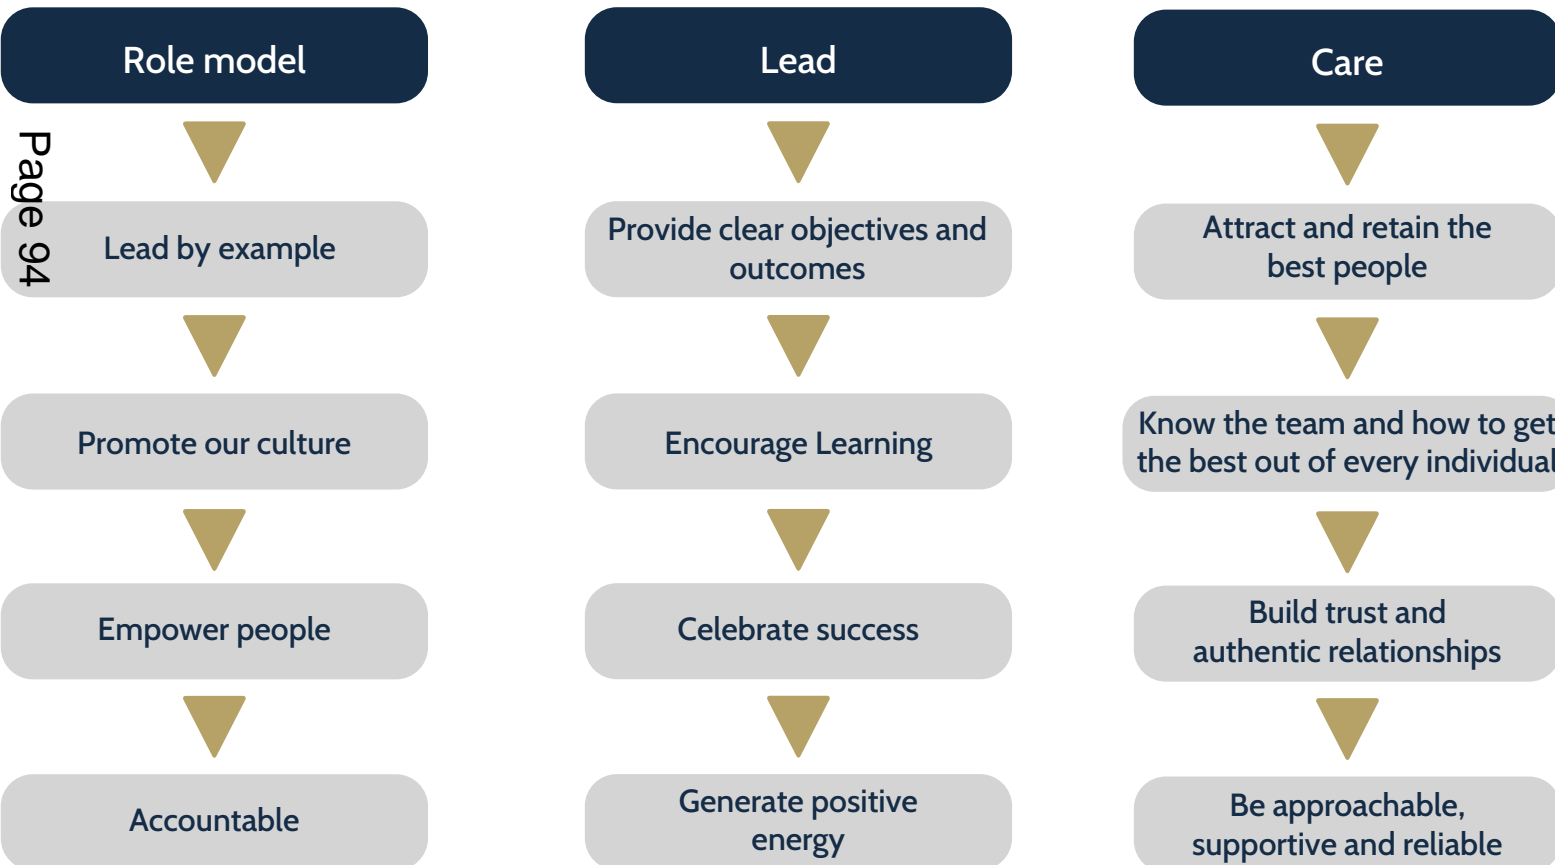 Role model
Lead by example
Promote our culture
Empower people
Accountable
Lead
Provide clear objectives and
outcomes
Encourage Learning
Celebrate success
Generate positive
energy
Care
Attract and retain the
best people
Know the team and how to get
the best out of every individual
Build trust and
authentic relationships
Be approachable,
supportive and reliable
Page 94